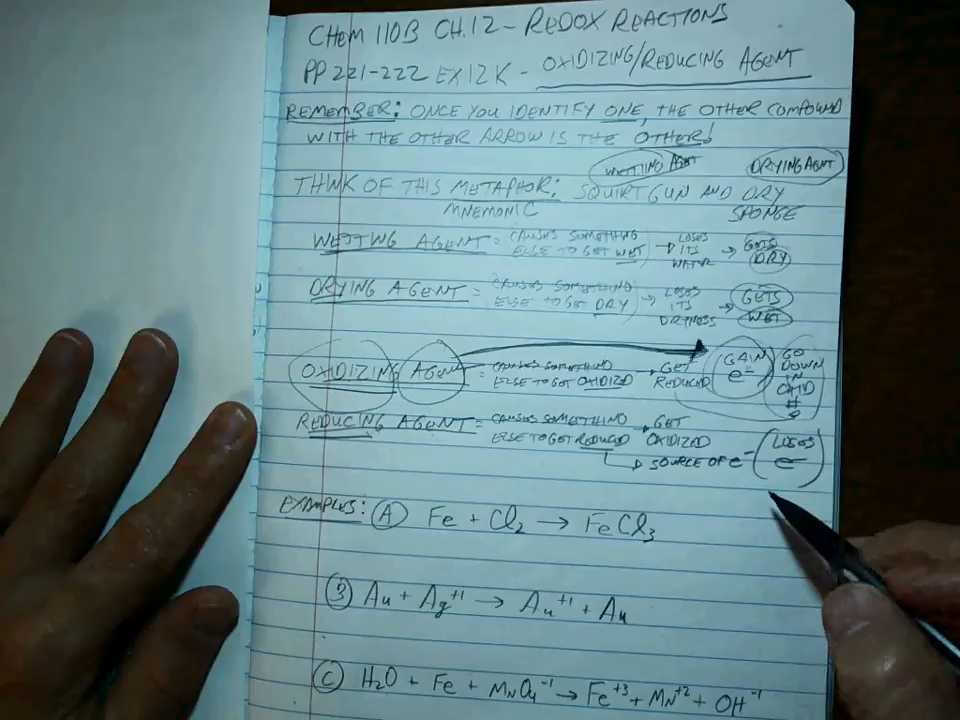 CHEM 110B CH.12 - REDOX REACTIONS
PP 221-222 EX 12K - OXIDIZING/REDUCING AGENT
REMEMBER: ONCE YOU IDENTIFY ONE, THE OTHER COMPOUND
WITH THE OTHER ARROW IS THE OTHER!
WETTING AGENT DRYING AGENT
THINK OF THIS METAPHOR: SQUIRT GUN AND DRY
MNEMONIC SPONGE
WETTING AGENT = CAUSES SOMETHING ELSE TO GET WET → LOSES ITS WATER → GETS DRY
DRYING AGENT = CAUSES SOMETHING ELSE TO GET DRY → LOSES ITS DRYNESS → GETS WET
OXIDIZING AGENT = CAUSES SOMETHING ELSE TO GET OXIDIZED → GET REDUCED (GAIN e-) GO DOWN IN OXID #
REDUCING AGENT = CAUSES SOMETHING ELSE TO GET REDUCED → GET OXIDIZED
→ SOURCE OF e- (LOSES e-)
EXAMPLES: (A) Fe + Cl₂ → FeCl₃
(B) Au + Ag⁺¹ → Au⁺¹ + Au
(C) H₂O + Fe + MnO₄⁻¹ → Fe⁺³ + Mn⁺² + OH⁻¹